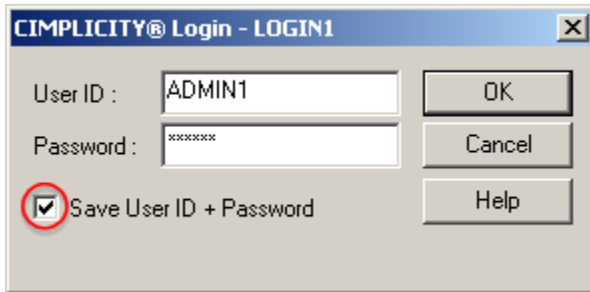 CIMPLICITY® Login - LOGIN1
User ID :
ADMIN1
OK
Password :
******
Cancel
Save User ID + Password
Help